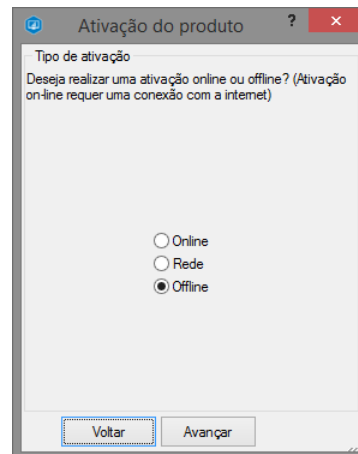 Ativação do produto ?
Tipo de ativação
Deseja realizar uma ativação online ou offline? (Ativação
on-line requer uma conexão com a internet)
Online
Rede
Offline
Voltar Avançar